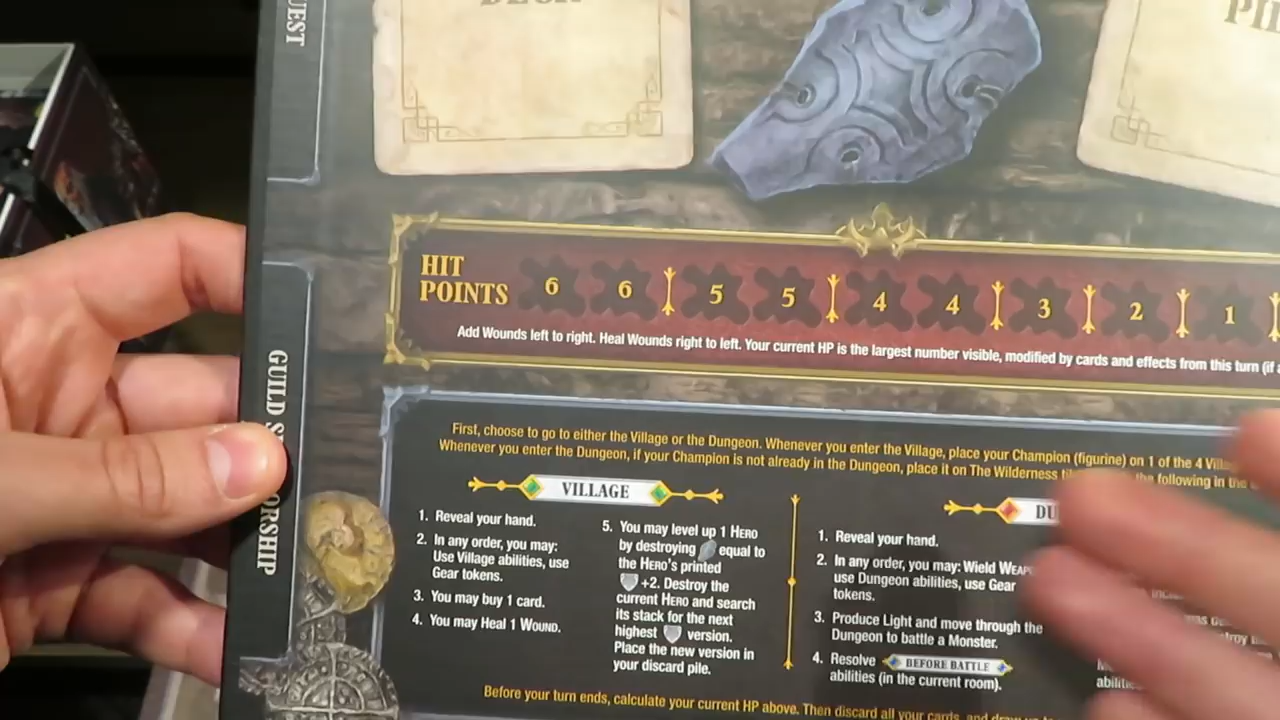 DECK
HIT
POINTS
6 6 5 5 4 4 3 2 1
Add Wounds left to right. Heal Wounds right to left. Your current HP is the largest number visible, modified by cards and effects from this turn (if
GUILD
First, choose to go to either the Village or the Dungeon. Whenever you enter the Village, place your Champion (figurine) on 1 of the 4
Whenever you enter the Dungeon, if your Champion is not already in the Dungeon, place it on The Wilderness the following in the
VILLAGE
1. Reveal your hand.
2. In any order, you may:
Use Village abilities, use
Gear tokens.
3. You may buy 1 card.
4. You may Heal 1 WOUND.
5. You may level up 1 HERO
by destroying equal to
the HERO's printed
+2. Destroy the
current HERO and search
its stack for the next
highest version.
Place the new version in
your discard pile.
1. Reveal your hand.
2. In any order, you may: Wield
use Dungeon abilities, use Gear
tokens.
3. Produce Light and move through the
Dungeon to battle a Monster.
4. Resolve BEFORE BATTLE
abilities (in the current room).
Before your turn ends, calculate your current HP above. Then discard all your cards, and